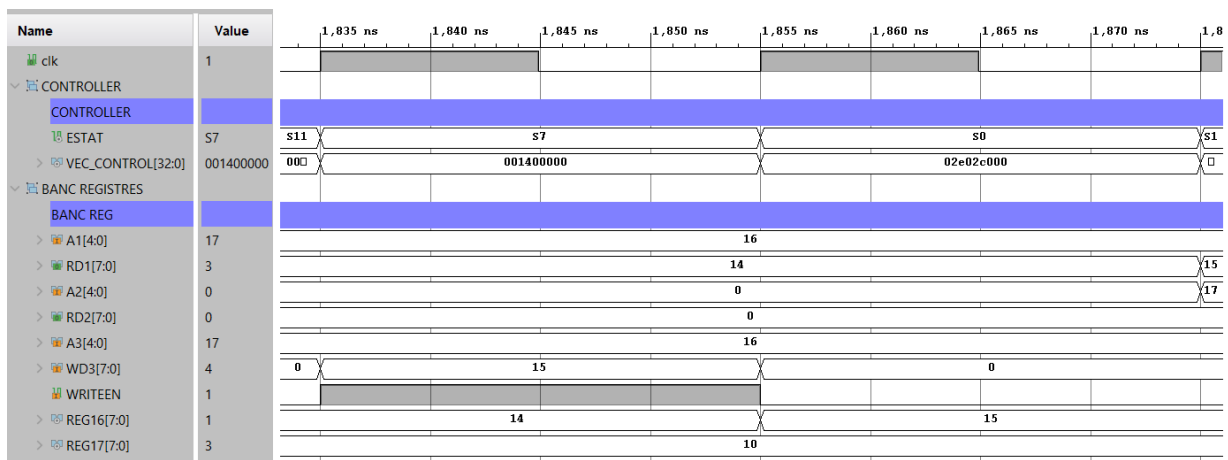 Name Value 1,835 ns 1,840 ns 1,845 ns 1,850 ns 1,855 ns 1,860 ns 1,865 ns 1,870 ns 1,8
clk 1
CONTROLLER
CONTROLLER
ESTAT S7 S11 S7 S0 S1
VEC_CONTROL[32:0] 001400000 00□ 001400000 02e02c000 □
BANC REGISTRES
BANC REG
A1[4:0] 17 16
RD1[7:0] 3 14 15
A2[4:0] 0 0 17
RD2[7:0] 0 0
A3[4:0] 17 16
WD3[7:0] 4 0 15 0
WRITEEN 1
REG16[7:0] 1 14 15
REG17[7:0] 3 10